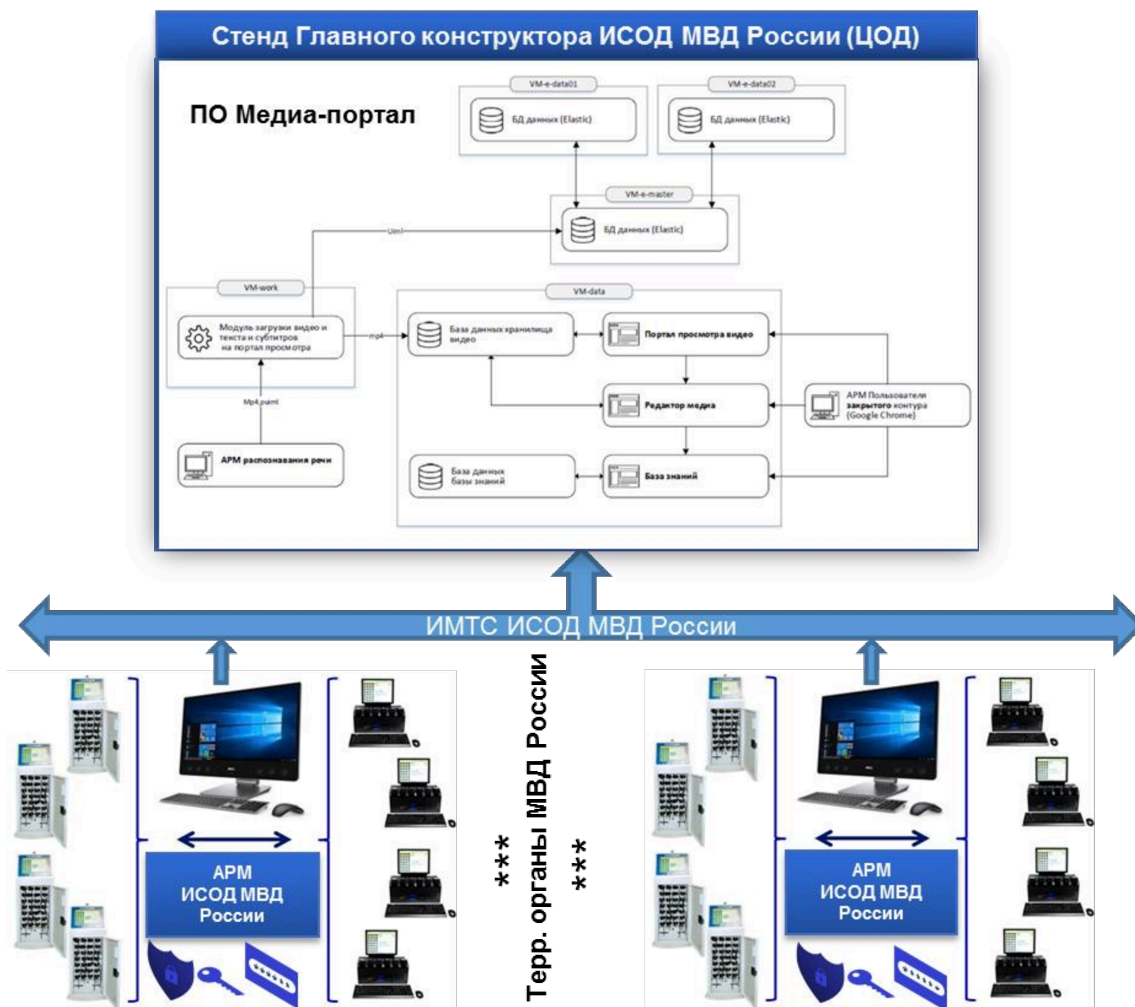 Стенд Главного конструктора ИСОД МВД России (ЦОД)
ПО Медиа-портал
VM-e-data01
БД данных (Elastic)
VM-e-data02
БД данных (Elastic)
VM-e-master
БД данных (Elastic)
VM-work
Модуль загрузки видео и
текста и субтитров
на портал просмотра
mp4
АРМ распознавания речи
VM-data
База данных хранилища
видео
Портал просмотра видео
Редактор медиа
База данных
базы знаний
База знаний
АРМ Пользователя
закрытого контура
(Google Chrome)
ИМТС ИСОД МВД России
АРМ
ИСОД МВД
России
Терр. органы МВД России
***
***
АРМ
ИСОД МВД
России